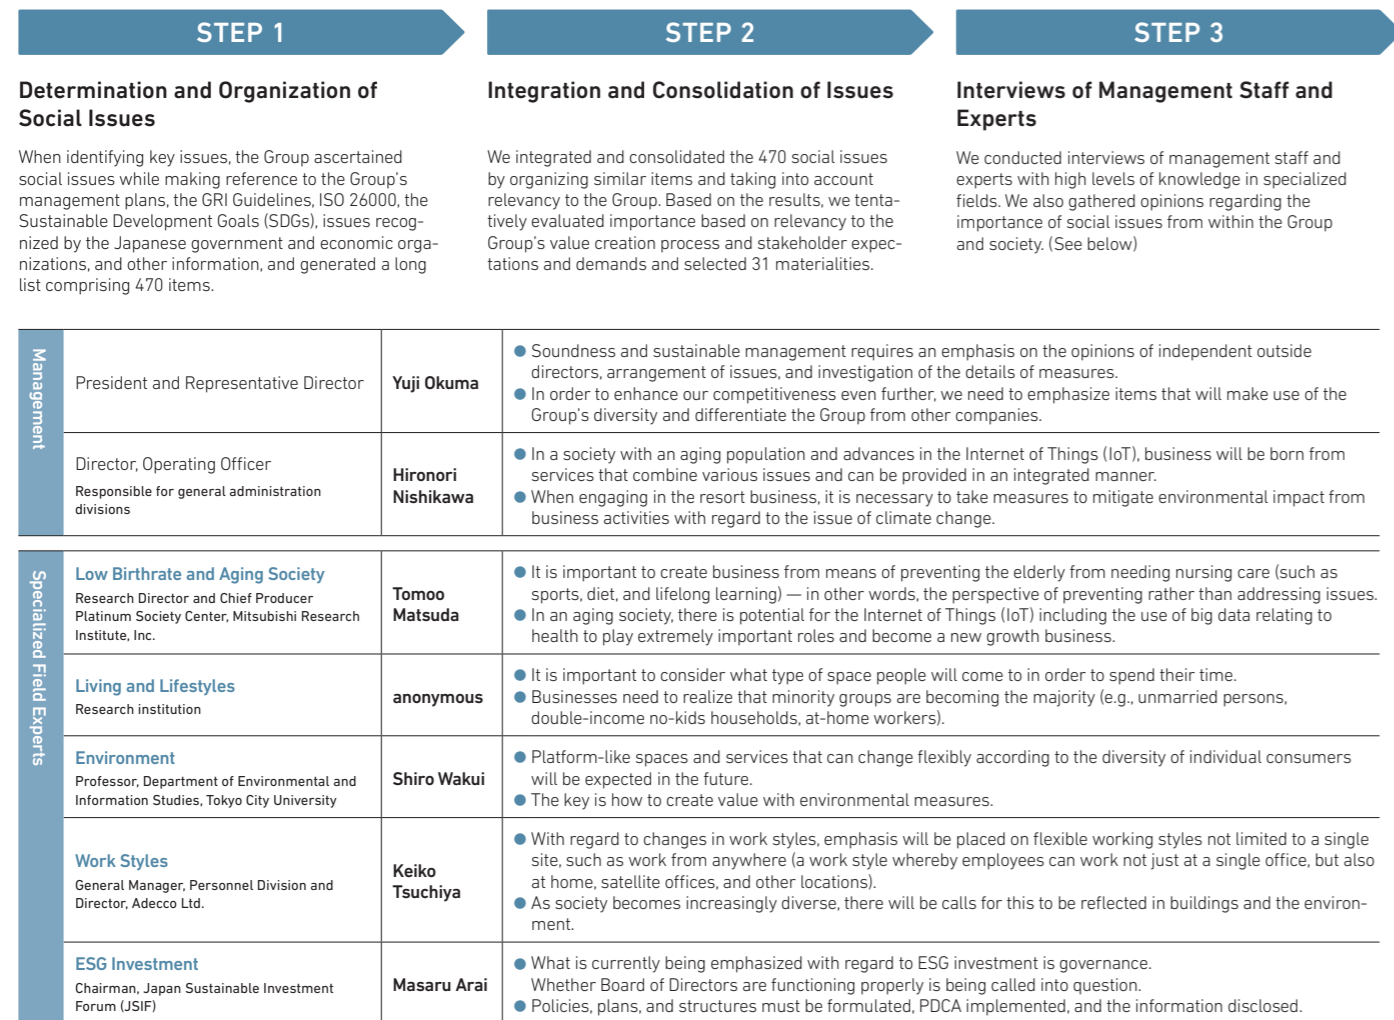 STEP 1
STEP 2
STEP 3
Determination and Organization of
Social Issues
When identifying key issues, the Group ascertained
social issues while making reference to the Group's
management plans, the GRI Guidelines, ISO 26000, the
Sustainable Development Goals (SDGs), issues recog-
nized by the Japanese government and economic orga-
nizations, and other information, and generated a long
list comprising 470 items.
Integration and Consolidation of Issues
We integrated and consolidated the 470 social issues
by organizing similar items and taking into account
relevancy to the Group. Based on the results, we tenta-
tively evaluated importance based on relevancy to the
Group's value creation process and stakeholder expec-
tations and demands and selected 31 materialities.
Interviews of Management Staff and
Experts
We conducted interviews of management staff and
experts with high levels of knowledge in specialized
fields. We also gathered opinions regarding the
importance of social issues from within the Group
and society. (See below)
Management
President and Representative Director
Yuji Okuma
● Soundness and sustainable management requires an emphasis on the opinions of independent outside
directors, arrangement of issues, and investigation of the details of measures.
● In order to enhance our competitiveness even further, we need to emphasize items that will make use of the
Group's diversity and differentiate the Group from other companies.
Director, Operating Officer
Responsible for general administration
divisions
Hironori
Nishikawa
● In a society with an aging population and advances in the Internet of Things (IoT), business will be born from
services that combine various issues and can be provided in an integrated manner.
● When engaging in the resort business, it is necessary to take measures to mitigate environmental impact from
business activities with regard to the issue of climate change.
Specialized Field Experts
Low Birthrate and Aging Society
Research Director and Chief Producer
Platinum Society Center, Mitsubishi Research
Institute, Inc.
Tomoo
Matsuda
● It is important to create business from means of preventing the elderly from needing nursing care (such as
sports, diet, and lifelong learning) — in other words, the perspective of preventing rather than addressing issues.
● In an aging society, there is potential for the Internet of Things (IoT) including the use of big data relating to
health to play extremely important roles and become a new growth business.
Living and Lifestyles
Research institution
anonymous
● It is important to consider what type of space people will come to in order to spend their time.
● Businesses need to realize that minority groups are becoming the majority (e.g., unmarried persons,
double-income no-kids households, at-home workers).
Environment
Professor, Department of Environmental and
Information Studies, Tokyo City University
Shiro Wakui
● Platform-like spaces and services that can change flexibly according to the diversity of individual consumers
will be expected in the future.
● The key is how to create value with environmental measures.
Work Styles
General Manager, Personnel Division and
Director, Adecco Ltd.
Keiko
Tsuchiya
● With regard to changes in work styles, emphasis will be placed on flexible working styles not limited to a single
site, such as work from anywhere (a work style whereby employees can work not just at a single office, but also
at home, satellite offices, and other locations).
● As society becomes increasingly diverse, there will be calls for this to be reflected in buildings and the environ-
ment.
ESG Investment
Chairman, Japan Sustainable Investment
Forum (JSIF)
Masaru Arai
● What is currently being emphasized with regard to ESG investment is governance.
Whether Board of Directors are functioning properly is being called into question.
● Policies, plans, and structures must be formulated, PDCA implemented, and the information disclosed.